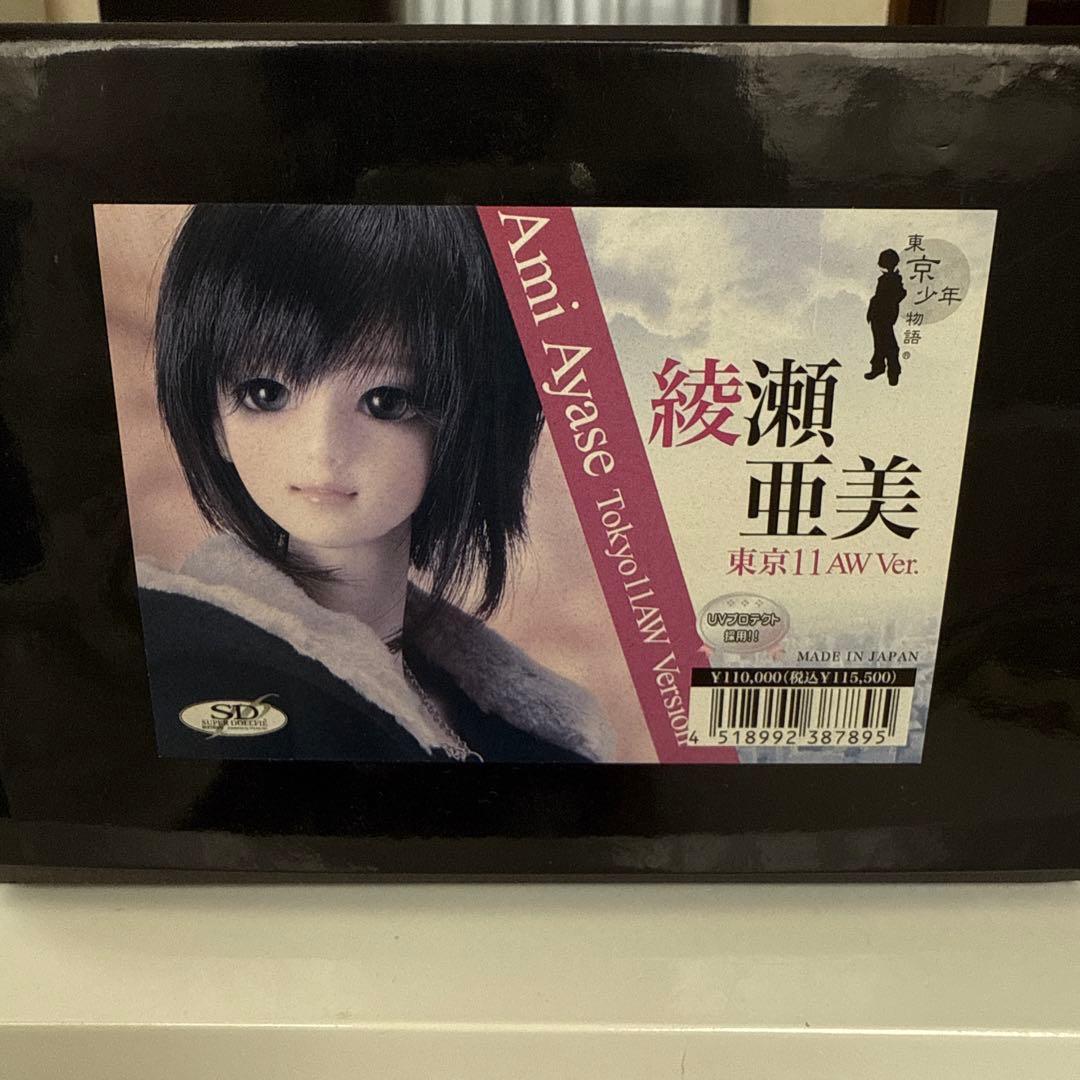 Ami Ayase Tokyo11AW Version
東京少年物語®
綾瀬
亜美
東京11AW Ver.
UVプロテクト
採用!!
MADE IN JAPAN
¥110,000(税込¥115,500)
4 518992 387895
SD
SUPER DOLLFIE